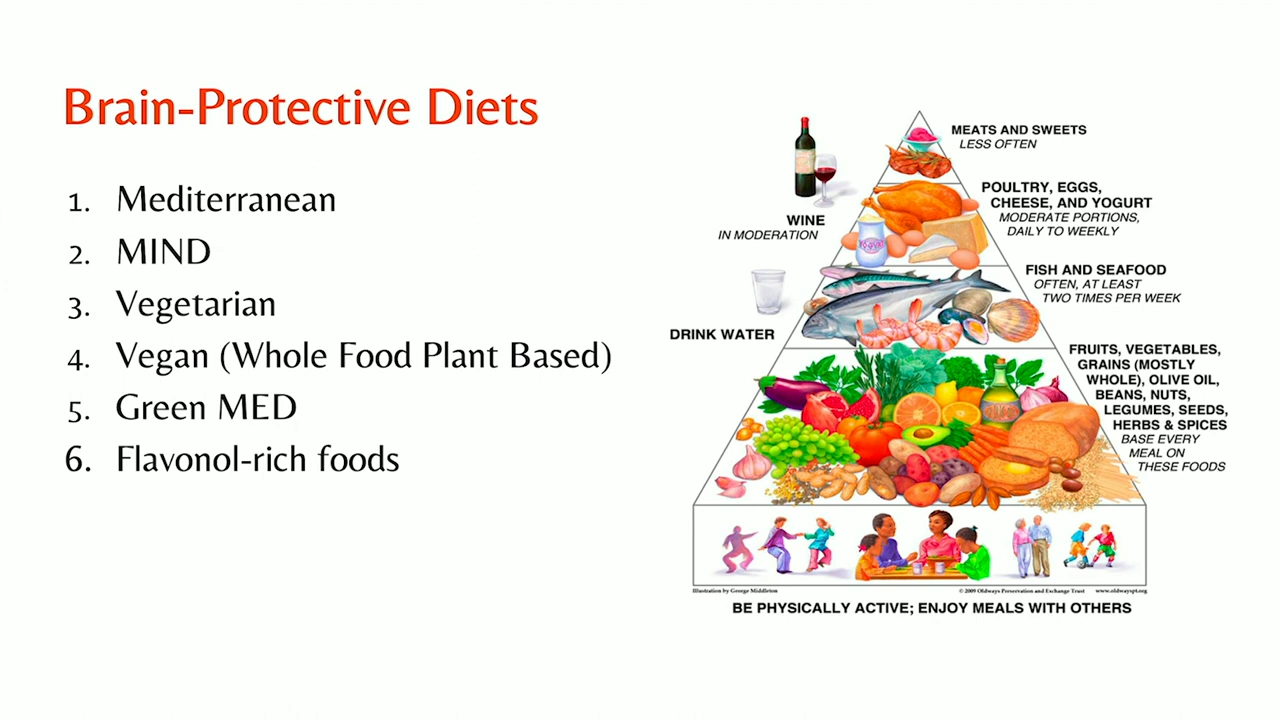 Brain-Protective Diets
1. Mediterranean
2. MIND
3. Vegetarian
4. Vegan (Whole Food Plant Based)
5. Green MED
6. Flavonol-rich foods
MEATS AND SWEETS
LESS OFTEN
POULTRY, EGGS,
CHEESE, AND YOGURT
MODERATE PORTIONS,
DAILY TO WEEKLY
WINE
IN MODERATION
YOGURT
FISH AND SEAFOOD
OFTEN, AT LEAST
TWO TIMES PER WEEK
DRINK WATER
FRUITS, VEGETABLES,
GRAINS (MOSTLY
WHOLE), OLIVE OIL,
BEANS, NUTS,
LEGUMES, SEEDS,
HERBS & SPICES
BASE EVERY
MEAL ON
THESE FOODS
Illustration by George Middleton
© 2009 Oldways Preservation and Exchange Trust
www.oldwayspt.org
BE PHYSICALLY ACTIVE; ENJOY MEALS WITH OTHERS